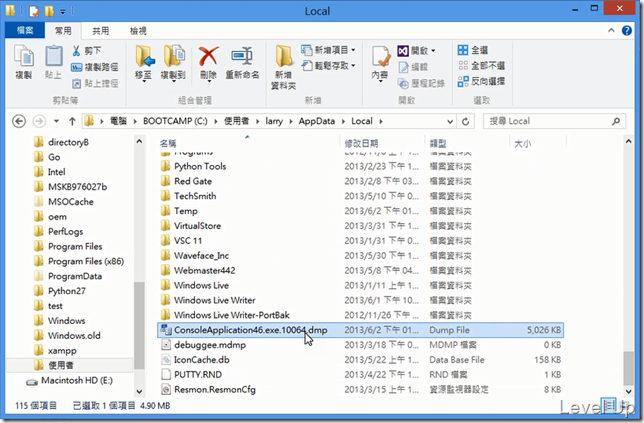 Local
檔案 常用 共用 檢視
複製 貼上 剪下 複製路徑 貼上捷徑
移至 複製到 刪除 重新命名
新增資料夾 新增項目 輕鬆存取
內容 開啟 編輯 歷程記錄
全選 全部不選 反向選擇
剪貼簿 組合管理 新增 開啟 選取
電腦 BOOTCAMP (C:) 使用者 larry AppData Local 搜尋 Local
名稱 修改日期 類型 大小
directoryB
Go
Intel
MSKB976027b
MSOCache
oem
PerfLogs
Program Files
Program Files (x86)
ProgramData
Python27
test
Windows
Windows.old
xampp
使用者
Macintosh HD (E:)
Programs 2012/11/6 下午 1... 檔案資料夾
Python Tools 2013/2/23 下午 1... 檔案資料夾
Red Gate 2013/2/8 下午 03... 檔案資料夾
TechSmith 2013/5/10 下午 0... 檔案資料夾
Temp 2013/6/2 下午 01... 檔案資料夾
VirtualStore 2013/3/31 下午 1... 檔案資料夾
VSC 11 2013/1/31 下午 0... 檔案資料夾
Waveface_Inc 2013/5/30 下午 0... 檔案資料夾
Webmaster442 2013/5/8 下午 04... 檔案資料夾
Windows Live 2013/1/11 上午 1... 檔案資料夾
Windows Live Writer 2013/6/1 下午 10... 檔案資料夾
Windows Live Writer-PortBak 2012/11/26 下午 ... 檔案資料夾
ConsoleApplication46.exe.10064.dmp 2013/6/2 下午 01... Dump File 5,026 KB
debuggee.mdmp 2013/3/18 下午 0... MDMP 檔案 0 KB
IconCache.db 2013/5/22 上午 1... Data Base File 158 KB
PUTTY.RND 2013/4/22 下午 1... RND 檔案 1 KB
Resmon.ResmonCfg 2013/3/15 上午 1... 資源監視器設定 8 KB
115 個項目 已選取 1 個項目 4.90 MB
Level Up